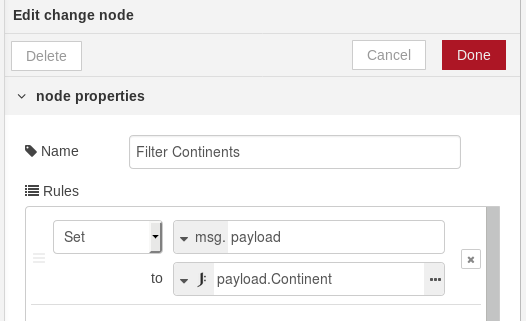 Edit change node
Delete Cancel Done
node properties
Name Filter Continents
Rules
Set msg. payload
to J: payload.Continent